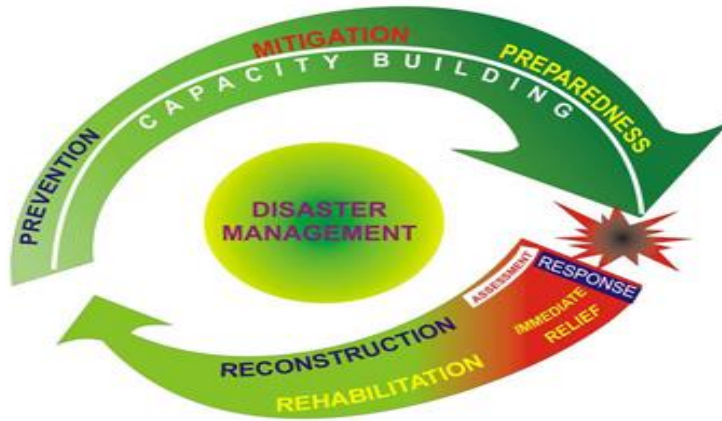 MITIGATION
CAPACITY BUILDING
PREPAREDNESS
PREVENTION
DISASTER
MANAGEMENT
RESPONSE
ASSESSMENT
IMMEDIATE
RELIEF
RECONSTRUCTION
REHABILITATION